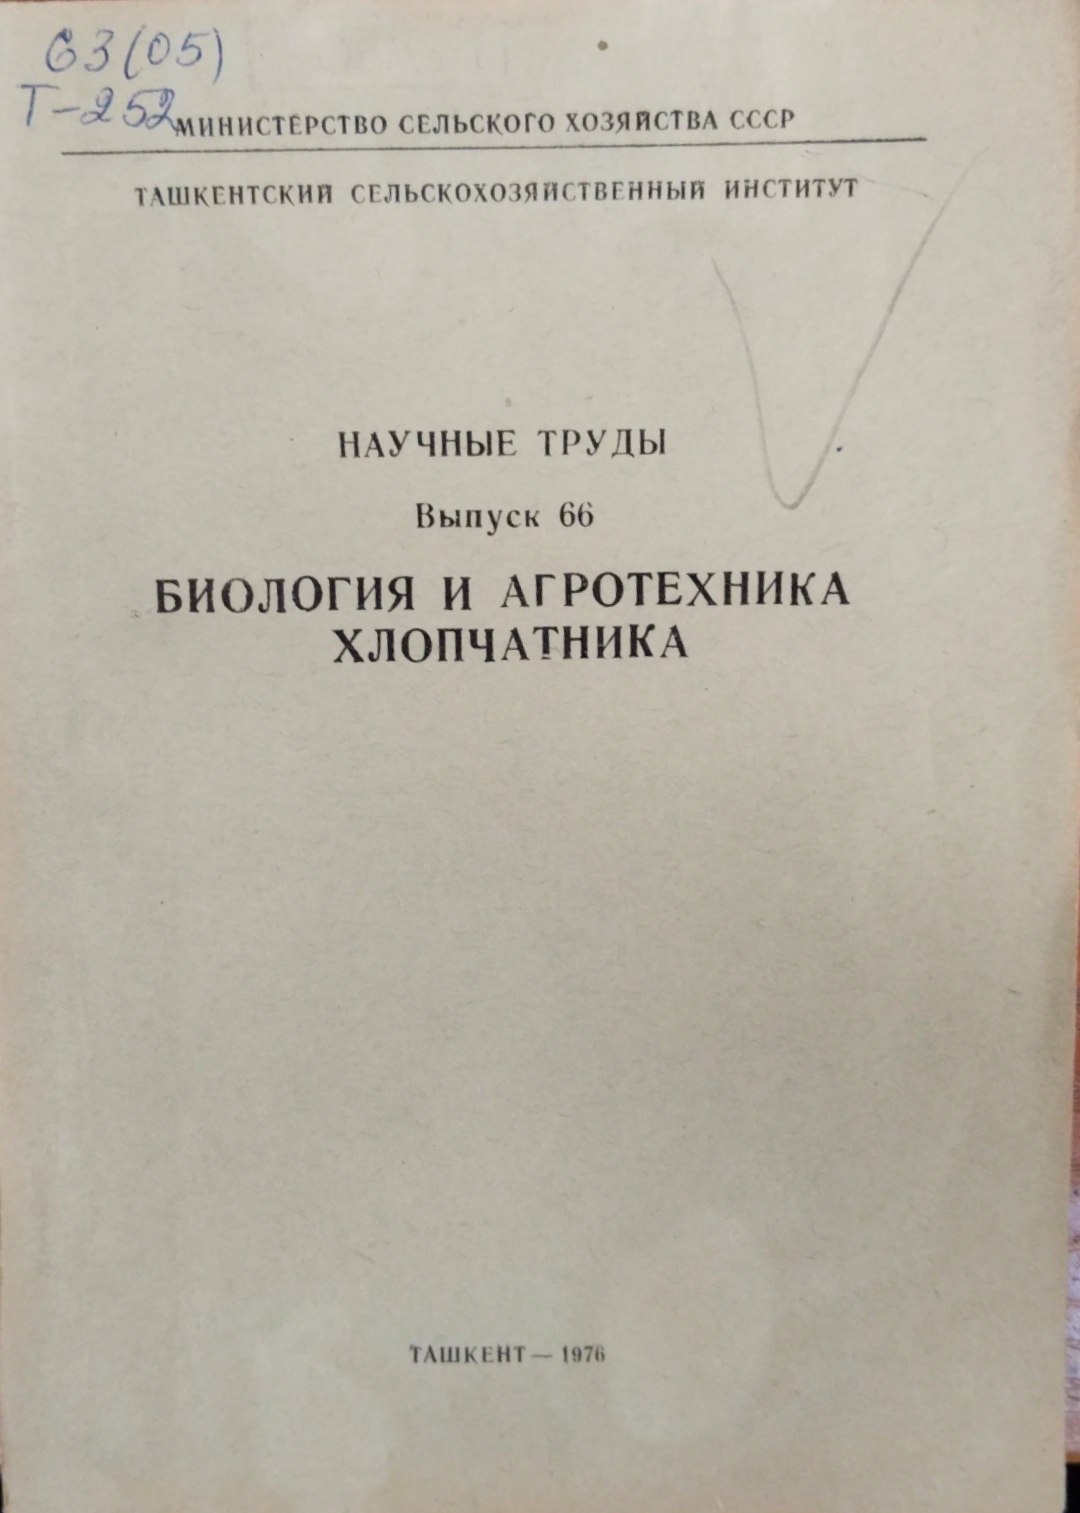 63(05)
Т-252
МИНИСТЕРСТВО СЕЛЬСКОГО ХОЗЯЙСТВА СССР
ТАШКЕНТСКИЙ СЕЛЬСКОХОЗЯЙСТВЕННЫЙ ИНСТИТУТ
НАУЧНЫЕ ТРУДЫ
Выпуск 66
БИОЛОГИЯ И АГРОТЕХНИКА
ХЛОПЧАТНИКА
ТАШКЕНТ — 1976